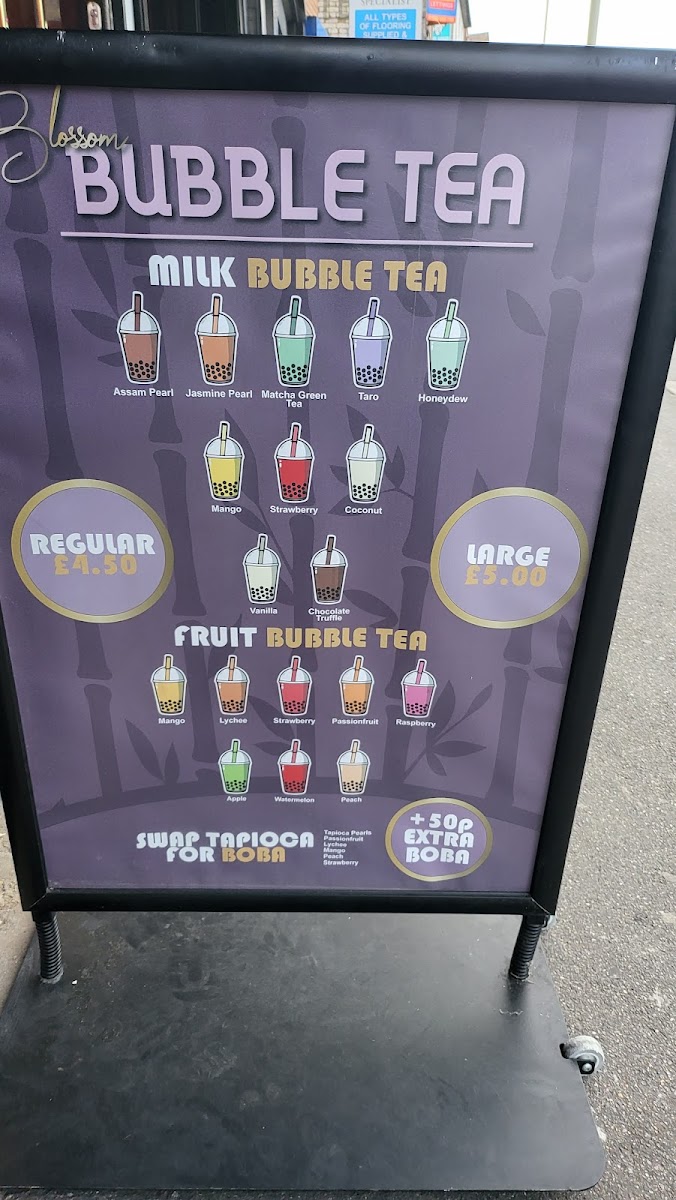 SPECIALIST
ALL TYPES
OF FLOORING
SUPPLIED &
Blossom
BUBBLE TEA
MILK BUBBLE TEA
Assam Pearl
Jasmine Pearl
Matcha Green
Tea
Taro
Honeydew
Mango
Strawberry
Coconut
REGULAR
£4.50
LARGE
£5.00
Vanilla
Chocolate
Truffle
FRUIT BUBBLE TEA
Mango
Lychee
Strawberry
Passionfruit
Raspberry
Apple
Watermelon
Peach
SWAP TAPIOCA
FOR BOBA
Tapioca Pearls
Passionfruit
Lychee
Mango
Peach
Strawberry
+50p
EXTRA
BOBA